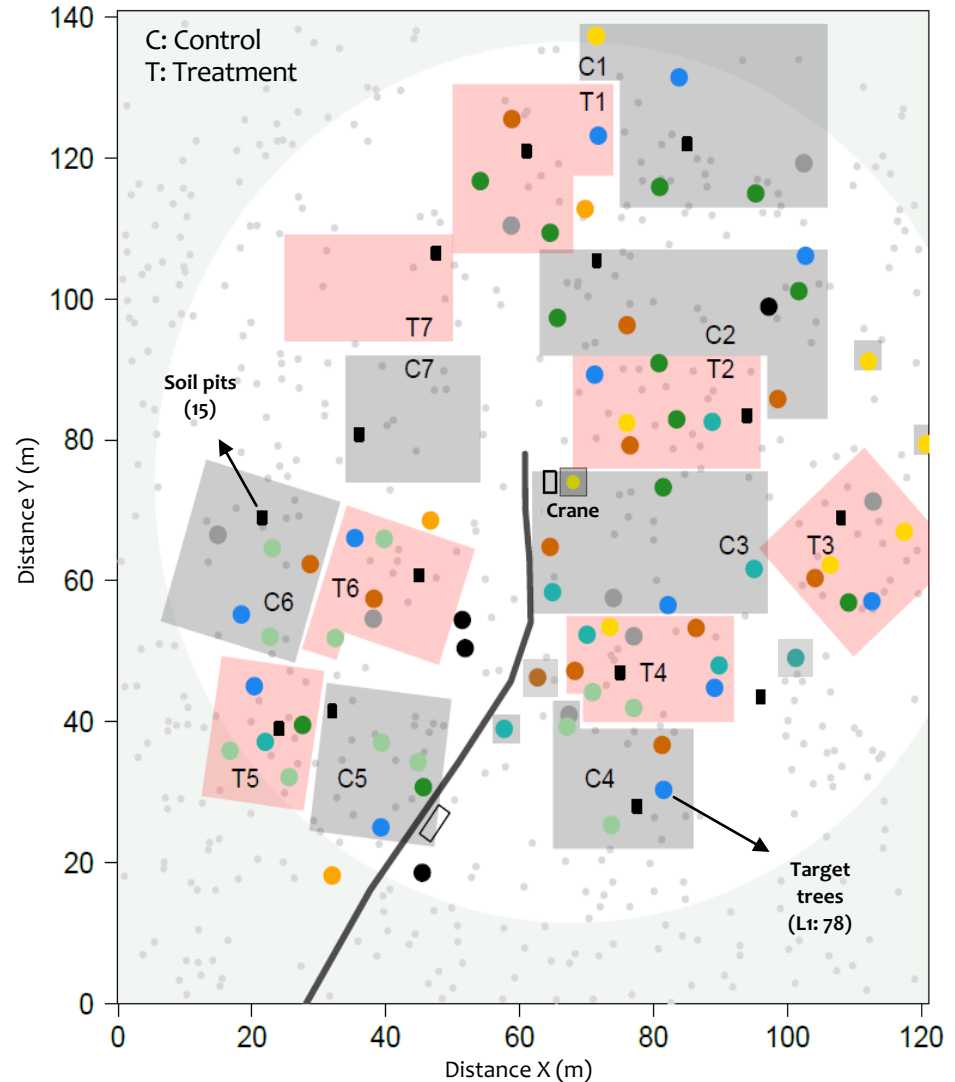 140
120
100
80
60
40
20
0
Distance Y (m)
C: Control
T: Treatment
C1
T1
T7
C2
C7
T2
Soil pits
(15)
Crane
C3
T3
C6
T6
T4
T5
C5
C4
Target
trees
(L1: 78)
0
20
40
60
80
100
120
Distance X (m)